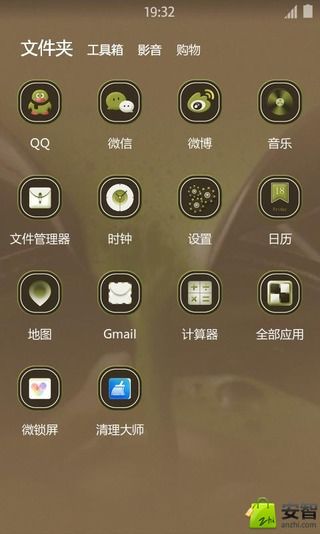 19:32
文件夹 工具箱 影音 购物
QQ 微信 微博 音乐
18
Friday
文件管理器 时钟 设置 日历
地图 Gmail 计算器 全部应用
微锁屏 清理大师
Zhi 安智
anzhi.com